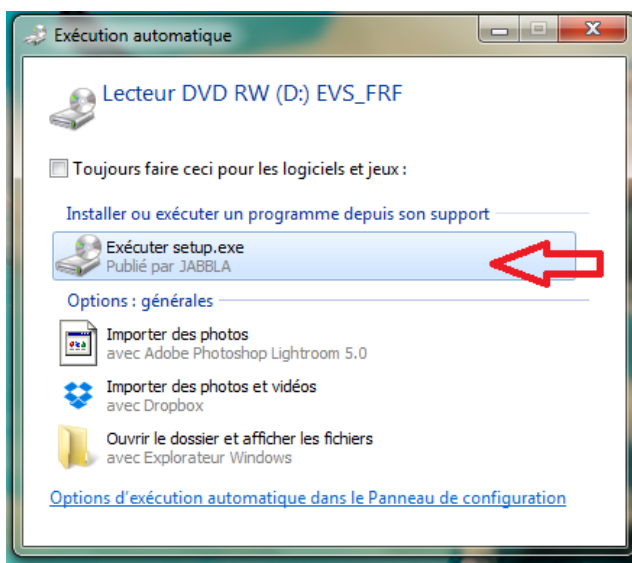 Exécution automatique
Lecteur DVD RW (D:) EVS_FRF
Toujours faire ceci pour les logiciels et jeux :
Installer ou exécuter un programme depuis son support
Exécuter setup.exe
Publié par JABBLA
Options : générales
Importer des photos
avec Adobe Photoshop Lightroom 5.0
Importer des photos et vidéos
avec Dropbox
Ouvrir le dossier et afficher les fichiers
avec Explorateur Windows
Options d'exécution automatique dans le Panneau de configuration